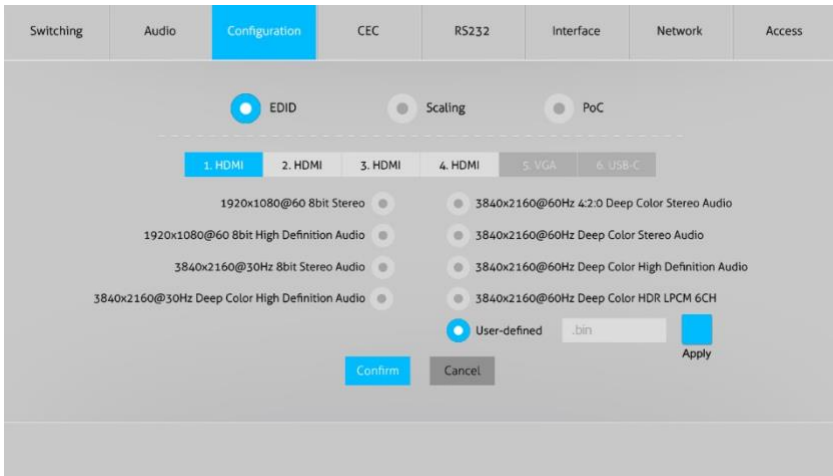 Switching Audio Configuration CEC RS232 Interface Network Access
EDID Scaling PoC
1. HDMI 2. HDMI 3. HDMI 4. HDMI 5. VGA 6. USB-C
1920x1080@60 8bit Stereo 3840x2160@60Hz 4:2:0 Deep Color Stereo Audio
1920x1080@60 8bit High Definition Audio 3840x2160@60Hz Deep Color Stereo Audio
3840x2160@30Hz 8bit Stereo Audio 3840x2160@60Hz Deep Color High Definition Audio
3840x2160@30Hz Deep Color High Definition Audio 3840x2160@60Hz Deep Color HDR LPCM 6CH
User-defined .bin
Apply
Confirm Cancel